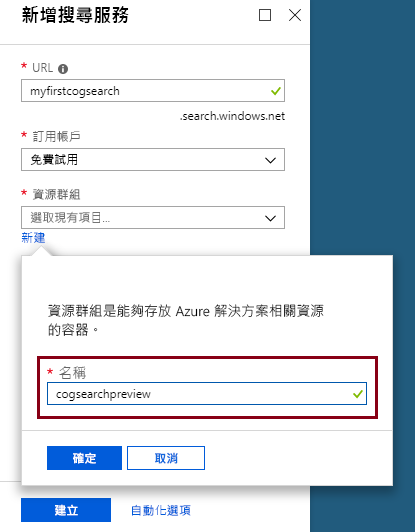 新增搜尋服務
* URL
myfirstcogsearch
.search.windows.net
* 訂用帳戶
免費試用
* 資源群組
選取現有項目...
新建
資源群組是能夠存放 Azure 解決方案相關資源
的容器。
* 名稱
cogsearchpreview
確定 取消
建立 自動化選項